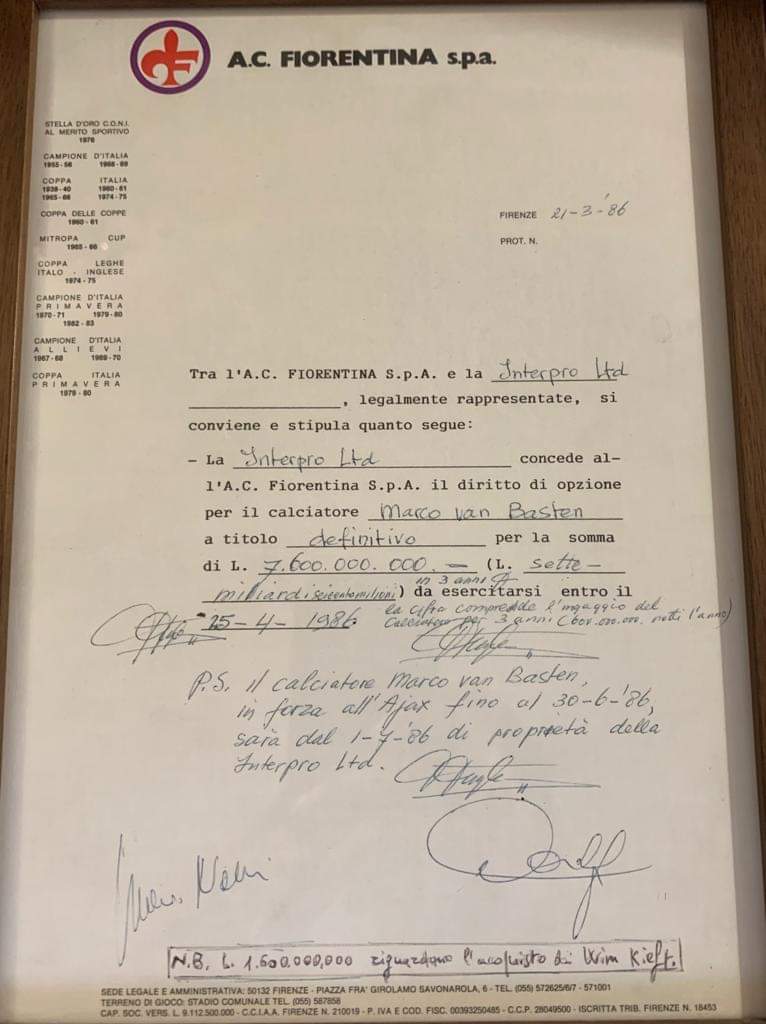 A.C. FIORENTINA s.p.a.
STELLA D'ORO C.O.N.I.
AL MERITO SPORTIVO
1976
CAMPIONE D'ITALIA
1955-56 1968-69
COPPA ITALIA
1939-40 1960-61
1965-66 1974-75
COPPA DELLE COPPE
1960-61
MITROPA CUP
1965-66
COPPA LEGHE
ITALO - INGLESE
1974-75
CAMPIONE D'ITALIA
PRIMAVERA
1970-71 1979-80
1982-83
CAMPIONE D'ITALIA
ALLIEVI
1967-68 1969-70
COPPA ITALIA
PRIMAVERA
1979-80
FIRENZE 21-3-'86
PROT. N.
Tra l'A.C. FIORENTINA S.p.A. e la Interpro Ltd
, legalmente rappresentate, si
conviene e stipula quanto segue:
- La Interpro Ltd concede al-
l'A.C. Fiorentina S.p.A. il diritto di opzione
per il calciatore Marco van Basten
a titolo definitivo per la somma
di L. 7.600.000.000.- (L. sette-
in 3 anni
miliardiseicentomilioni) da esercitarsi entro il
la cifra comprende l'ingaggio del
25-4-1986. calciatore per 3 anni (600.000.000. netti l'anno)
P.S. il calciatore Marco van Basten,
in forza all'Ajax fino al 30-6-'86,
sarà dal 1-7-'86 di proprietà della
Interpro Ltd.
N.B. L. 1.600.000.000 riguardano l'acquisto di Wim Kieft.
SEDE LEGALE E AMMINISTRATIVA: 50132 FIRENZE - PIAZZA FRA' GIROLAMO SAVONAROLA, 6 - TEL. (055) 572625/6/7 - 571001
TERRENO DI GIOCO: STADIO COMUNALE TEL. (055) 587858
CAP. SOC. VERS. L. 9.112.500.000 - C.C.I.A.A. FIRENZE N. 210019 - P. IVA E COD. FISC. 00393250485 - C.C.P. 28049500 - ISCRITTA TRIB. FIRENZE N. 18453